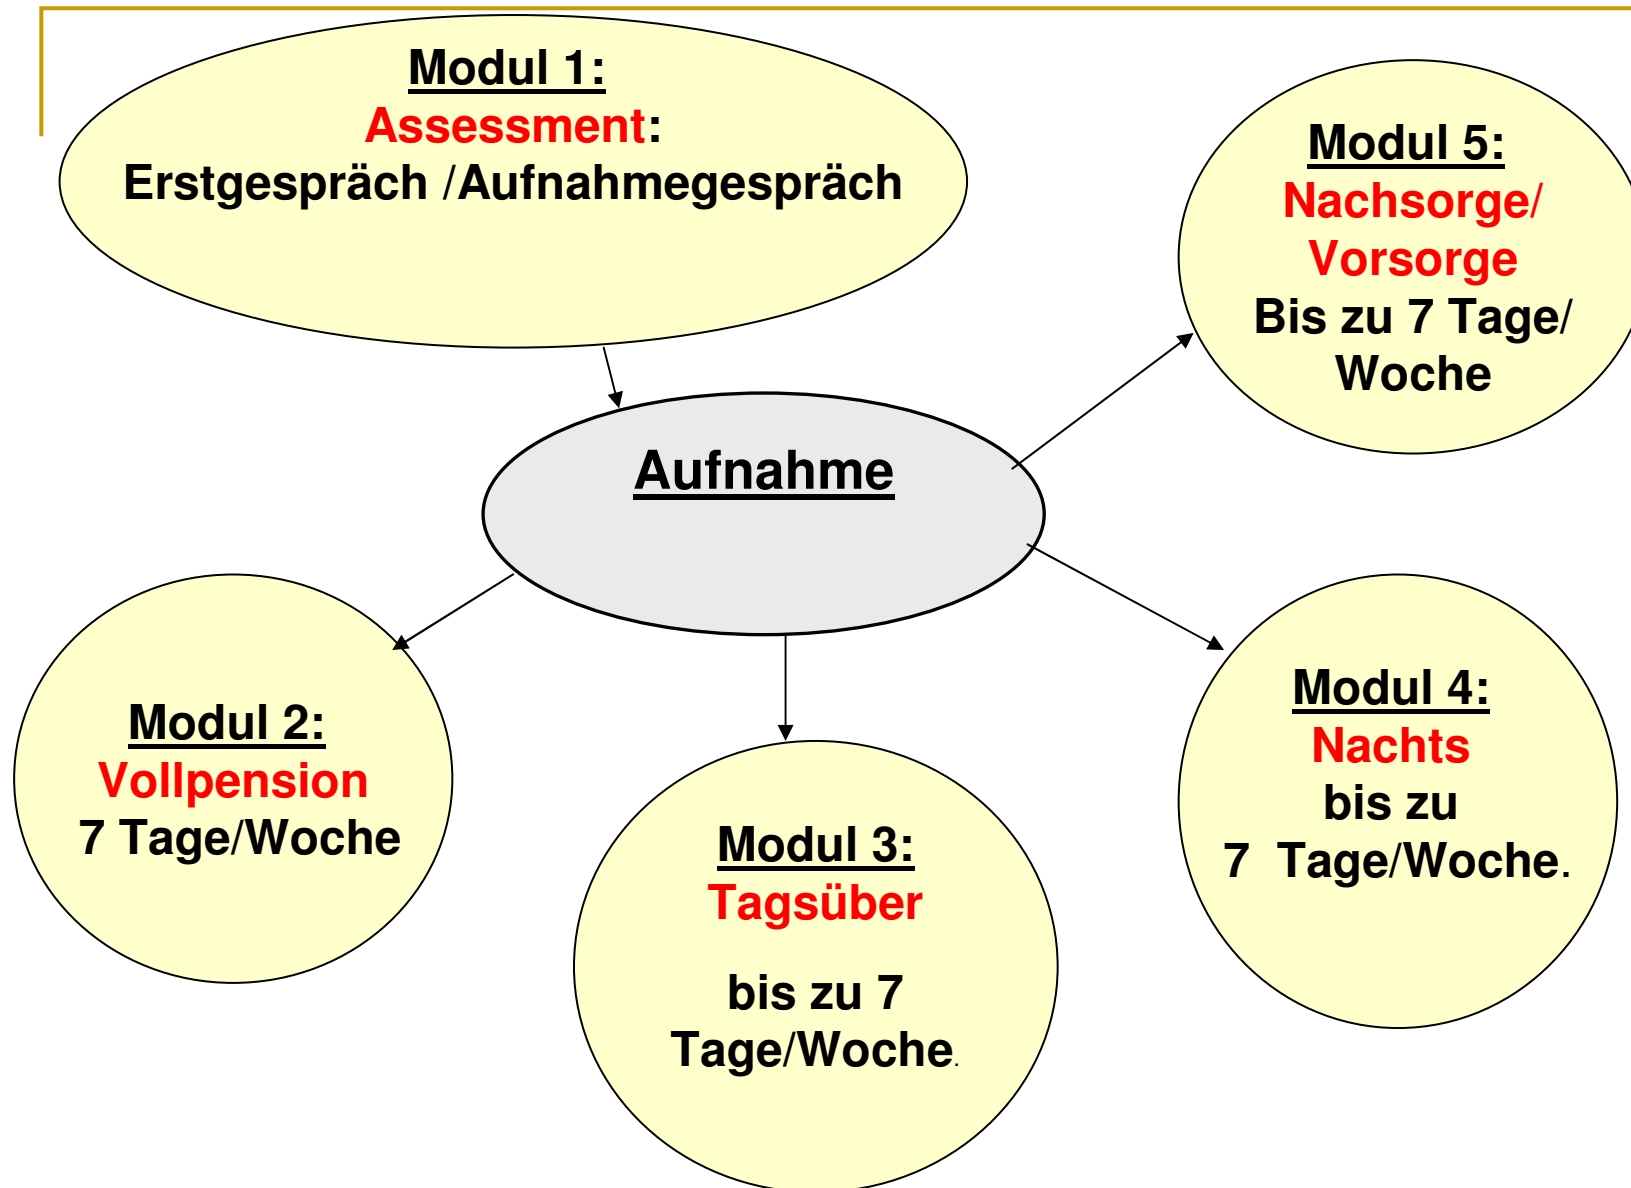 Modul 1:
Assessment:
Erstgespräch /Aufnahmegespräch
Modul 5:
Nachsorge/
Vorsorge
Bis zu 7 Tage/
Woche
Aufnahme
Modul 2:
Vollpension
7 Tage/Woche
Modul 3:
Tagsüber
bis zu 7
Tage/Woche.
Modul 4:
Nachts
bis zu
7 Tage/Woche.